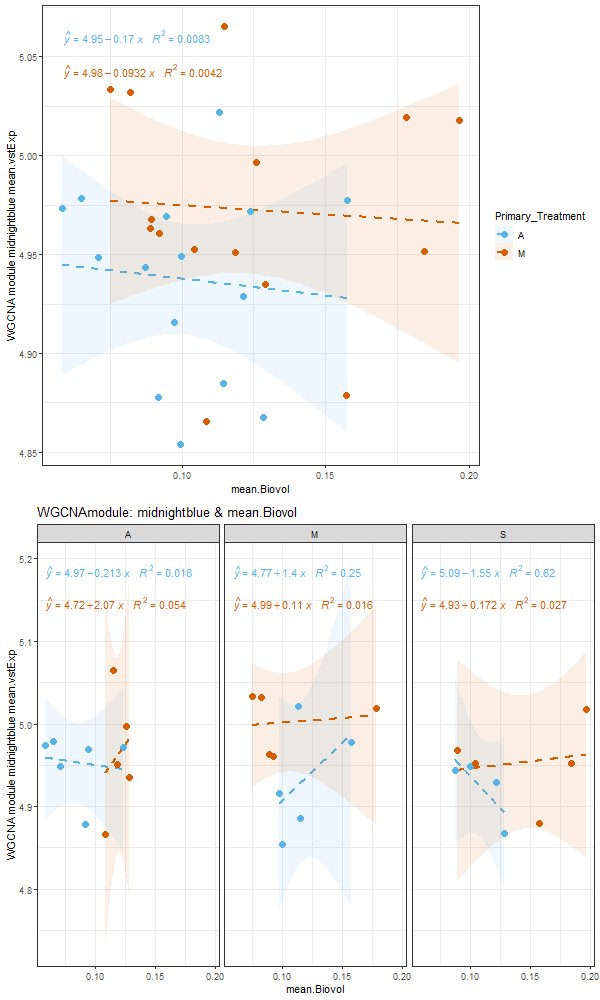 ŷ = 4.95 − 0.17 x   R² = 0.0083
ŷ = 4.98 − 0.0932 x   R² = 0.0042
5.05
5.00
4.95
4.90
4.85
WGCNA module midnightblue mean.vstExp
0.10 0.15 0.20
mean.Biovol
Primary_Treatment
A
M
WGCNAmodule: midnightblue & mean.Biovol
A M S
ŷ = 4.97 − 0.213 x   R² = 0.018
ŷ = 4.72 + 2.07 x   R² = 0.054
ŷ = 4.77 + 1.4 x   R² = 0.25
ŷ = 4.99 + 0.11 x   R² = 0.016
ŷ = 5.09 − 1.55 x   R² = 0.62
ŷ = 4.93 + 0.172 x   R² = 0.027
5.2
5.1
5.0
4.9
4.8
WGCNA module midnightblue mean.vstExp
0.10 0.15 0.20 0.10 0.15 0.20 0.10 0.15 0.20
mean.Biovol